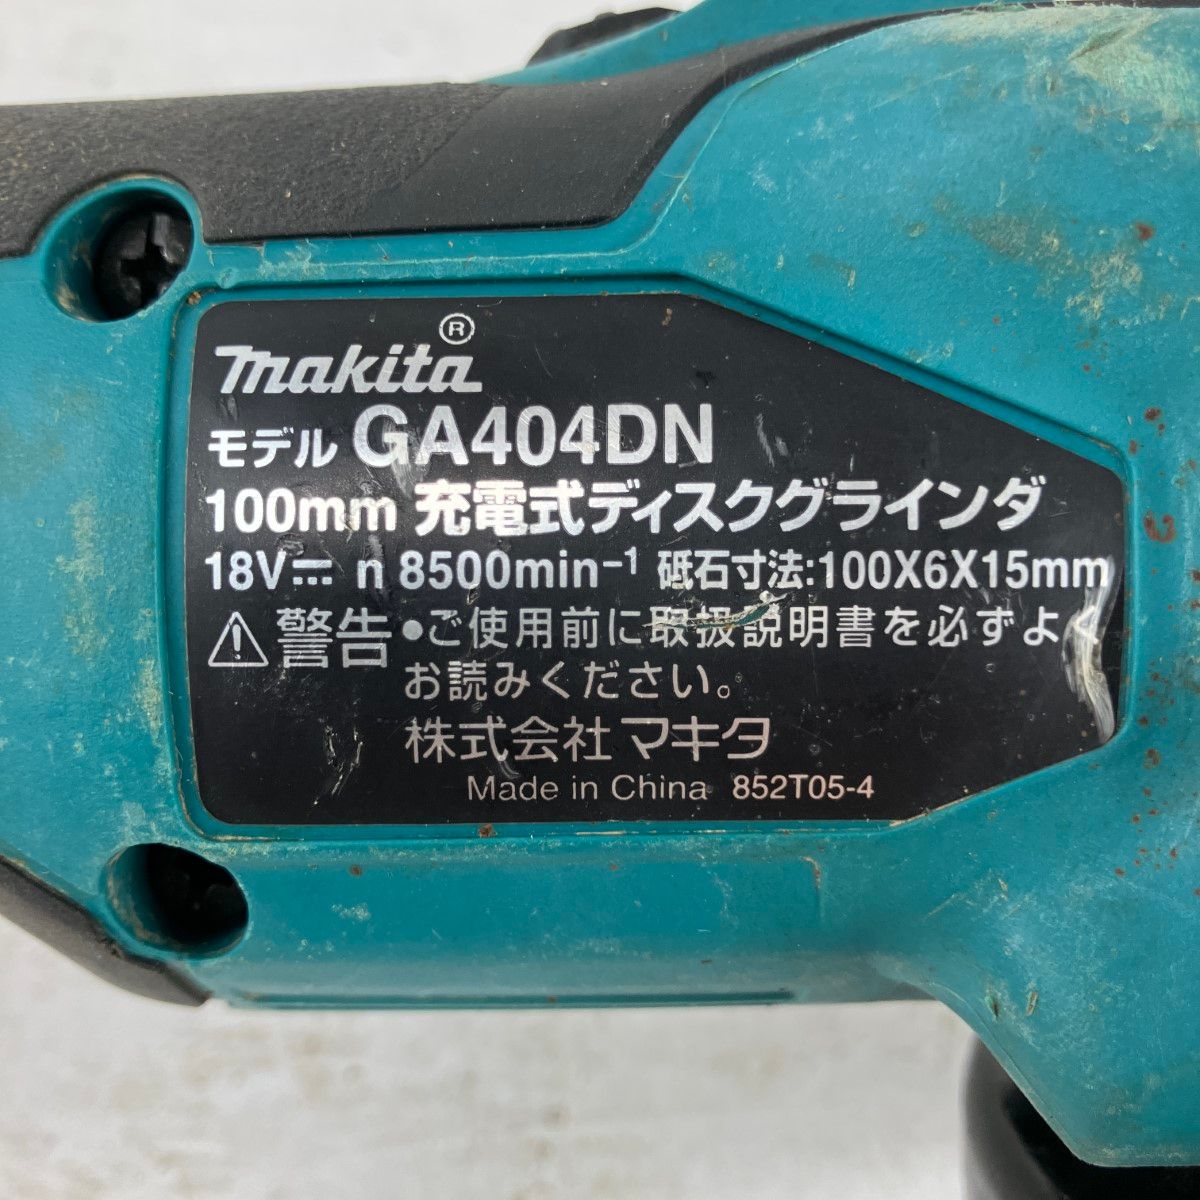 makita®
モデル GA404DN
100mm 充電式ディスクグラインダ
18V⎓ n 8500min⁻¹ 砥石寸法:100X6X15mm
⚠警告 ●ご使用前に取扱説明書を必ずよ
お読みください。
株式会社マキタ
Made in China 852T05-4